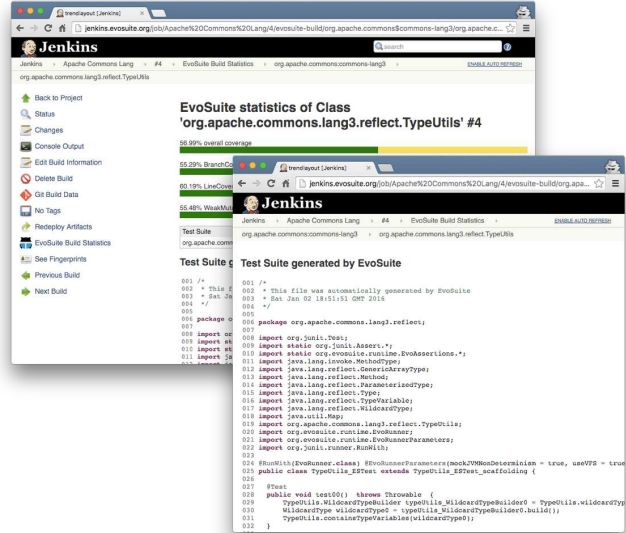 trendlayout [Jenkins]
jenkins.evosuite.org/job/Apache%20Commons%20Lang/4/evosuite-build/org.apache.commons$commons-lang3/org.apache.c...
Jenkins
search
Jenkins › Apache Commons Lang › #4 › EvoSuite Build Statistics › org.apache.commons:commons-lang3 ›
ENABLE AUTO REFRESH
org.apache.commons.lang3.reflect.TypeUtils
Back to Project
Status
Changes
Console Output
Edit Build Information
Delete Build
Git Build Data
No Tags
Redeploy Artifacts
EvoSuite Build Statistics
See Fingerprints
Previous Build
Next Build
EvoSuite statistics of Class
'org.apache.commons.lang3.reflect.TypeUtils' #4
56.99% overall coverage
55.29% BranchCo
60.19% LineCove
55.48% WeakMut
Test Suite
org.apache.comm
Test Suite g
001 /*
002 * This f
003 * Sat Ja
004 */
005
006 package o
007
008 import or
009 import st
010 import st
011 import ja
trendlayout [Jenkins]
jenkins.evosuite.org/job/Apache%20Commons%20Lang/4/evosuite-build/org.apa...
Jenkins
Jenkins › Apache Commons Lang › #4 › EvoSuite Build Statistics ›
ENABLE AUTO REFRESH
org.apache.commons:commons-lang3 › org.apache.commons.lang3.reflect.TypeUtils
Test Suite generated by EvoSuite
001 /*
002 * This file was automatically generated by EvoSuite
003 * Sat Jan 02 18:51:51 GMT 2016
004 */
005
006 package org.apache.commons.lang3.reflect;
007
008 import org.junit.Test;
009 import static org.junit.Assert.*;
010 import static org.evosuite.runtime.EvoAssertions.*;
011 import java.lang.invoke.MethodType;
012 import java.lang.reflect.GenericArrayType;
013 import java.lang.reflect.Method;
014 import java.lang.reflect.ParameterizedType;
015 import java.lang.reflect.Type;
016 import java.lang.reflect.TypeVariable;
017 import java.lang.reflect.WildcardType;
018 import java.util.Map;
019 import org.apache.commons.lang3.reflect.TypeUtils;
020 import org.evosuite.runtime.EvoRunner;
021 import org.evosuite.runtime.EvoRunnerParameters;
022 import org.junit.runner.RunWith;
023
024 @RunWith(EvoRunner.class) @EvoRunnerParameters(mockJVMNonDeterminism = true, useVFS = true
025 public class TypeUtils_ESTest extends TypeUtils_ESTest_scaffolding {
026
027 @Test
028 public void test00() throws Throwable {
029 TypeUtils.WildcardTypeBuilder typeUtils_WildcardTypeBuilder0 = TypeUtils.wildcardTyp
030 WildcardType wildcardType0 = typeUtils_WildcardTypeBuilder0.build();
031 TypeUtils.containsTypeVariables(wildcardType0);
032 }